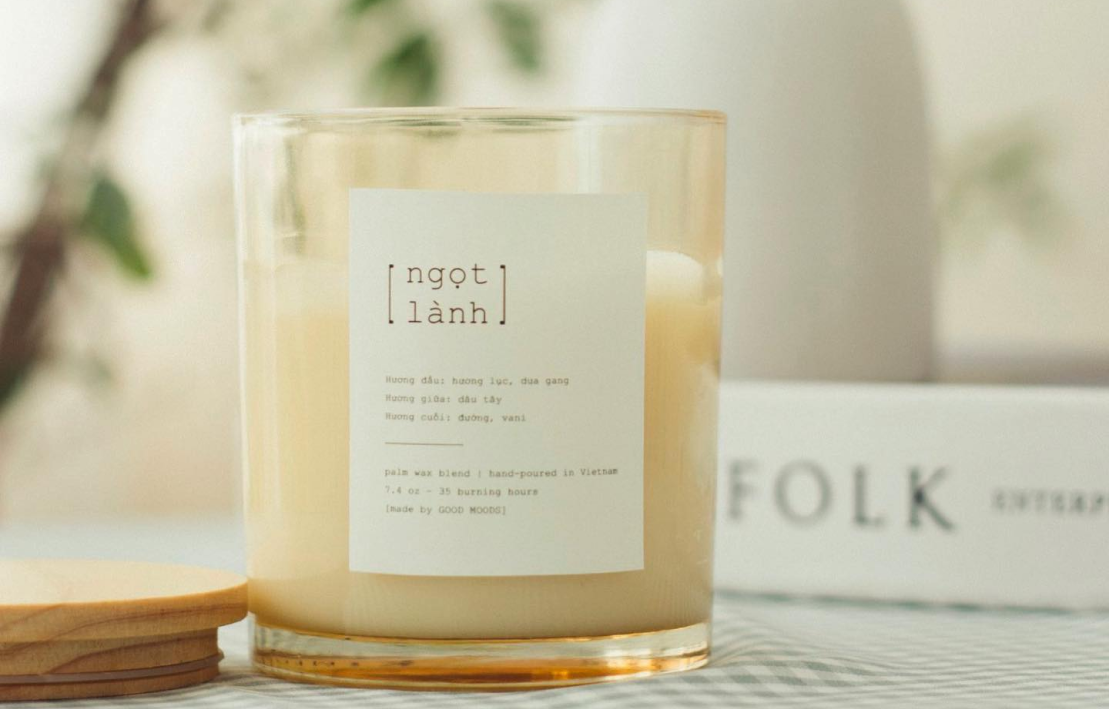 [ngọt
lành]
Hương đầu: hương lục, dưa gang
Hương giữa: dâu tây
Hương cuối: đường, vani
palm wax blend | hand-poured in Vietnam
7.4 oz - 35 burning hours
[made by GOOD MOODS]
FOLK ENTERP